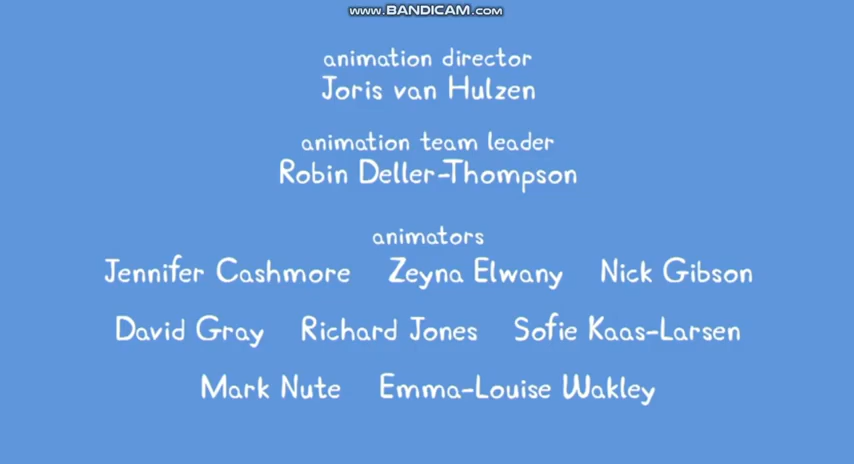 www.BANDICAM.com
animation director
Joris van Hulzen
animation team leader
Robin Deller-Thompson
animators
Jennifer Cashmore Zeyna Elwany Nick Gibson
David Gray Richard Jones Sofie Kaas-Larsen
Mark Nute Emma-Louise Wakley